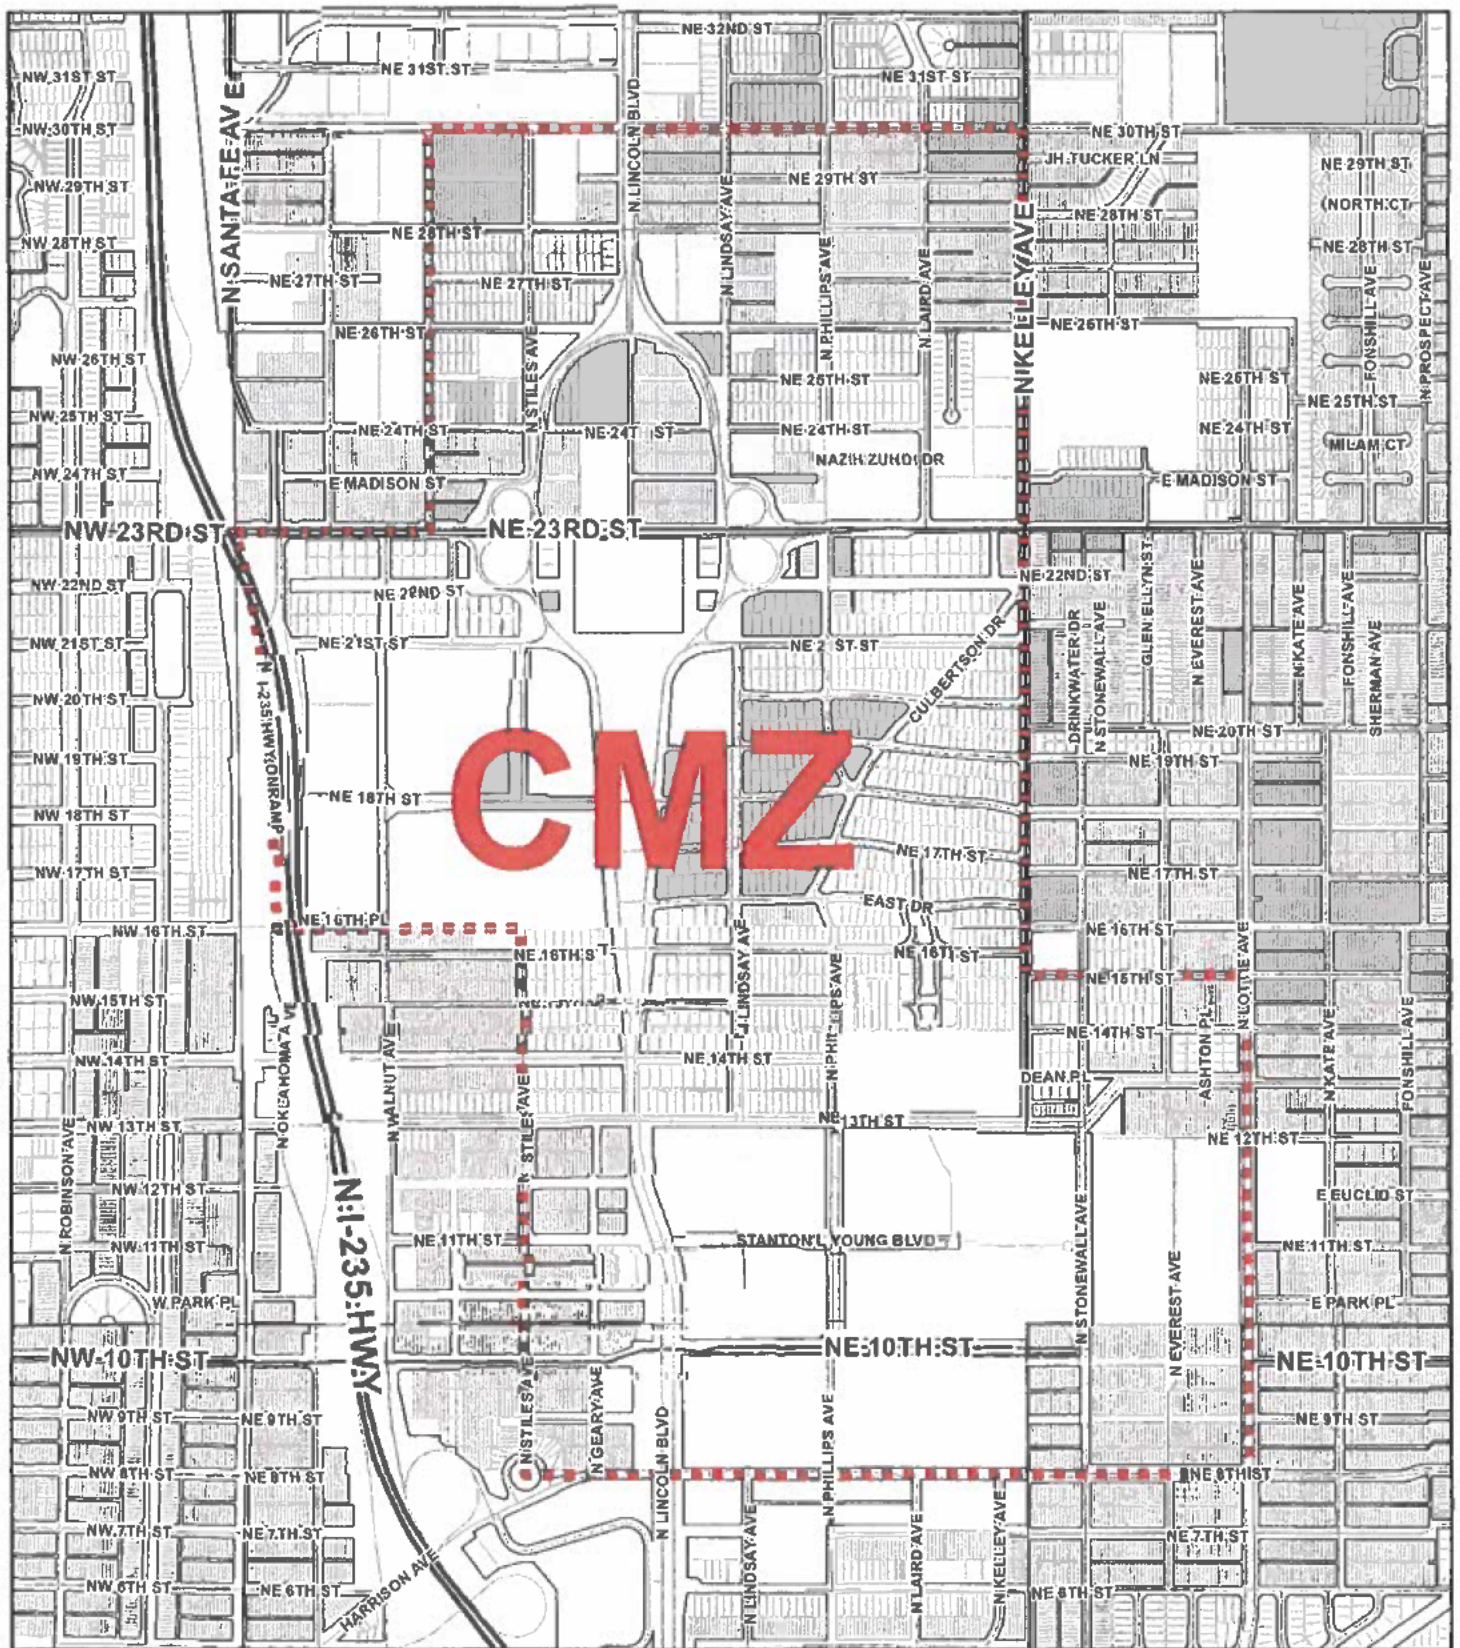 NE 32ND ST
NW 31ST ST
NE 31ST ST
NE 31ST ST
N SANTA FE AVE
N LINCOLN BLVD
NW 30TH ST
NE 30TH ST
JH TUCKER LN
NE 29TH ST
NW 29TH ST
NE 29TH ST
NORTH CT
NE 28TH ST
NW 28TH ST
NE 28TH ST
NE 28TH ST
N LINDSAY AVE
N PHILLIPS AVE
N LAIRD AVE
N KELLEY AVE
FONSHILL AVE
N PROSPECT AVE
NE 27TH ST
NE 27TH ST
NE 26TH ST
NE 26TH ST
N STILES AVE
NW 26TH ST
NE 25TH ST
NE 25TH ST
NE 25TH ST
NW 25TH ST
NE 24TH ST
NE 24T ST
NE 24TH ST
NE 24TH ST
MILAM CT
NAZIH ZUHDI DR
NW 24TH ST
E MADISON ST
E MADISON ST
NW 23RD ST
NE 23RD ST
NW 22ND ST
NE 22ND ST
NE 22ND ST
GLEN ELLYN ST
N EVEREST AVE
N KATE AVE
FONSHILL AVE
SHERMAN AVE
DRINKWATER DR
N STONEWALL AVE
NW 21ST ST
NE 21ST ST
NE 2 ST ST
CULBERTSON DR
N I-235 HWY ONRAMP
NW 20TH ST
NE 20TH ST
NW 19TH ST
NE 19TH ST
CMZ
NE 18TH ST
NW 18TH ST
NE 17TH ST
NW 17TH ST
NE 17TH ST
EAST DR
NE 16TH PL
NW 16TH ST
NE 16TH ST
NE 16TH ST
NE 16TH ST
N LINDSAY AVE
N PHILLIPS AVE
N LOTTIE AVE
NE 15TH ST
NW 15TH ST
N OKLAHOMA AVE
N WALNUT AVE
NE 14TH ST
NE 14TH ST
NW 14TH ST
ASHTON PL
N KATE AVE
FONSHILL AVE
DEAN PL
N STILES AVE
NE 13TH ST
NW 13TH ST
NE 12TH ST
N ROBINSON AVE
NW 12TH ST
E EUCLID ST
N I-235 HWY
NE 11TH ST
STANTON L YOUNG BLVD
NW 11TH ST
NE 11TH ST
N STONEWALL AVE
N EVEREST AVE
W PARK PL
E PARK PL
NW 10TH ST
NE 10TH ST
NE 10TH ST
N STILES AVE
N GEARY AVE
N LINCOLN BLVD
N PHILLIPS AVE
NW 9TH ST
NE 9TH ST
NE 9TH ST
NW 8TH ST
NE 8TH ST
NE 8TH ST
NW 7TH ST
NE 7TH ST
NE 7TH ST
N LINDSAY AVE
N LAIRD AVE
N KELLEY AVE
HARRISON AVE
NW 6TH ST
NE 6TH ST
NE 6TH ST